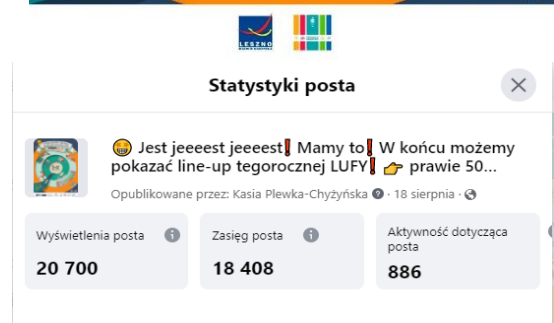 LESZNO
Statystyki posta
😁 Jest jeeeest jeeeest❗ Mamy to❗ W końcu możemy
pokazać line-up tegorocznej LUFY❗ 👉 prawie 50...
Opublikowane przez: Kasia Plewka-Chyżyńska · 18 sierpnia ·
Wyświetlenia posta
20 700
Zasięg posta
18 408
Aktywność dotycząca
posta
886